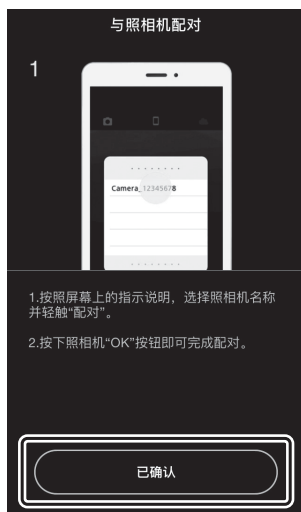 与照相机配对
1
Camera_12345678
1.按照屏幕上的指示说明，选择照相机名称
并轻触“配对”。
2.按下照相机“OK”按钮即可完成配对。
已确认